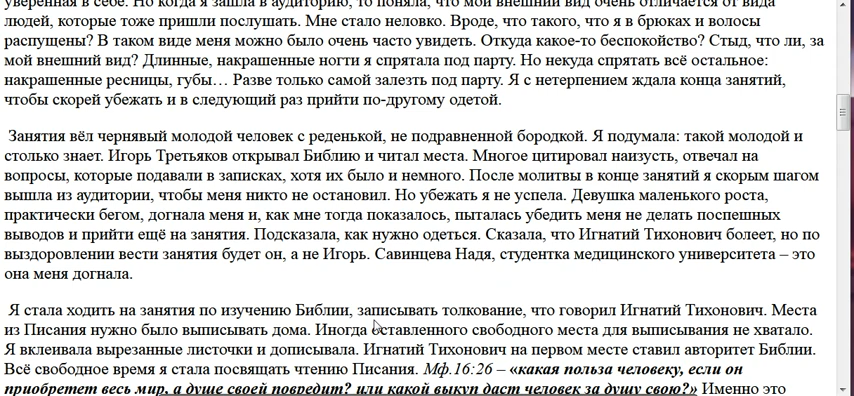 уверенная в себе. Но когда я зашла в аудиторию, то поняла, что мой внешний вид очень отличается от вида
людей, которые тоже пришли послушать. Мне стало неловко. Вроде, что такого, что я в брюках и волосы
распущены? В таком виде меня можно было очень часто увидеть. Откуда какое-то беспокойство? Стыд, что ли, за
мой внешний вид? Длинные, накрашенные ногти я спрятала под парту. Но некуда спрятать всё остальное:
накрашенные ресницы, губы… Разве только самой залезть под парту. Я с нетерпением ждала конца занятий,
чтобы скорей убежать и в следующий раз прийти по-другому одетой.
Занятия вёл чернявый молодой человек с реденькой, не подравненной бородкой. Я подумала: такой молодой и
столько знает. Игорь Третьяков открывал Библию и читал места. Многое цитировал наизусть, отвечал на
вопросы, которые подавали в записках, хотя их было и немного. После молитвы в конце занятий я скорым шагом
вышла из аудитории, чтобы меня никто не остановил. Но убежать я не успела. Девушка маленького роста,
практически бегом, догнала меня и, как мне тогда показалось, пыталась убедить меня не делать поспешных
выводов и прийти ещё на занятия. Подсказала, как нужно одеться. Сказала, что Игнатий Тихонович болеет, но по
выздоровлении вести занятия будет он, а не Игорь. Савинцева Надя, студентка медицинского университета – это
она меня догнала.
Я стала ходить на занятия по изучению Библии, записывать толкование, что говорил Игнатий Тихонович. Места
из Писания нужно было выписывать дома. Иногда оставленного свободного места для выписывания не хватало.
Я вклеивала вырезанные листочки и дописывала. Игнатий Тихонович на первом месте ставил авторитет Библии.
Всё свободное время я стала посвящать чтению Писания. Мф.16:26 – «какая польза человеку, если он
приобретет весь мир, а душе своей повредит? или какой выкуп даст человек за душу свою?» Именно это